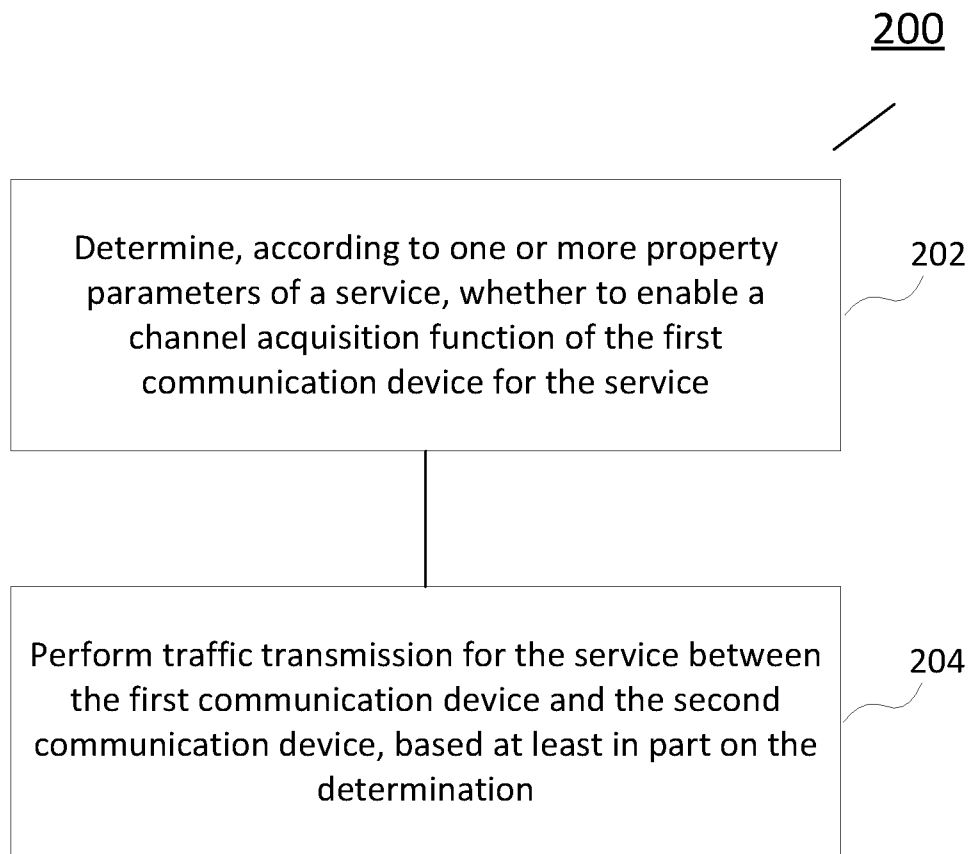 200
Determine, according to one or more property
parameters of a service, whether to enable a
channel acquisition function of the first
communication device for the service
202
Perform traffic transmission for the service between
the first communication device and the second
communication device, based at least in part on the
determination
204